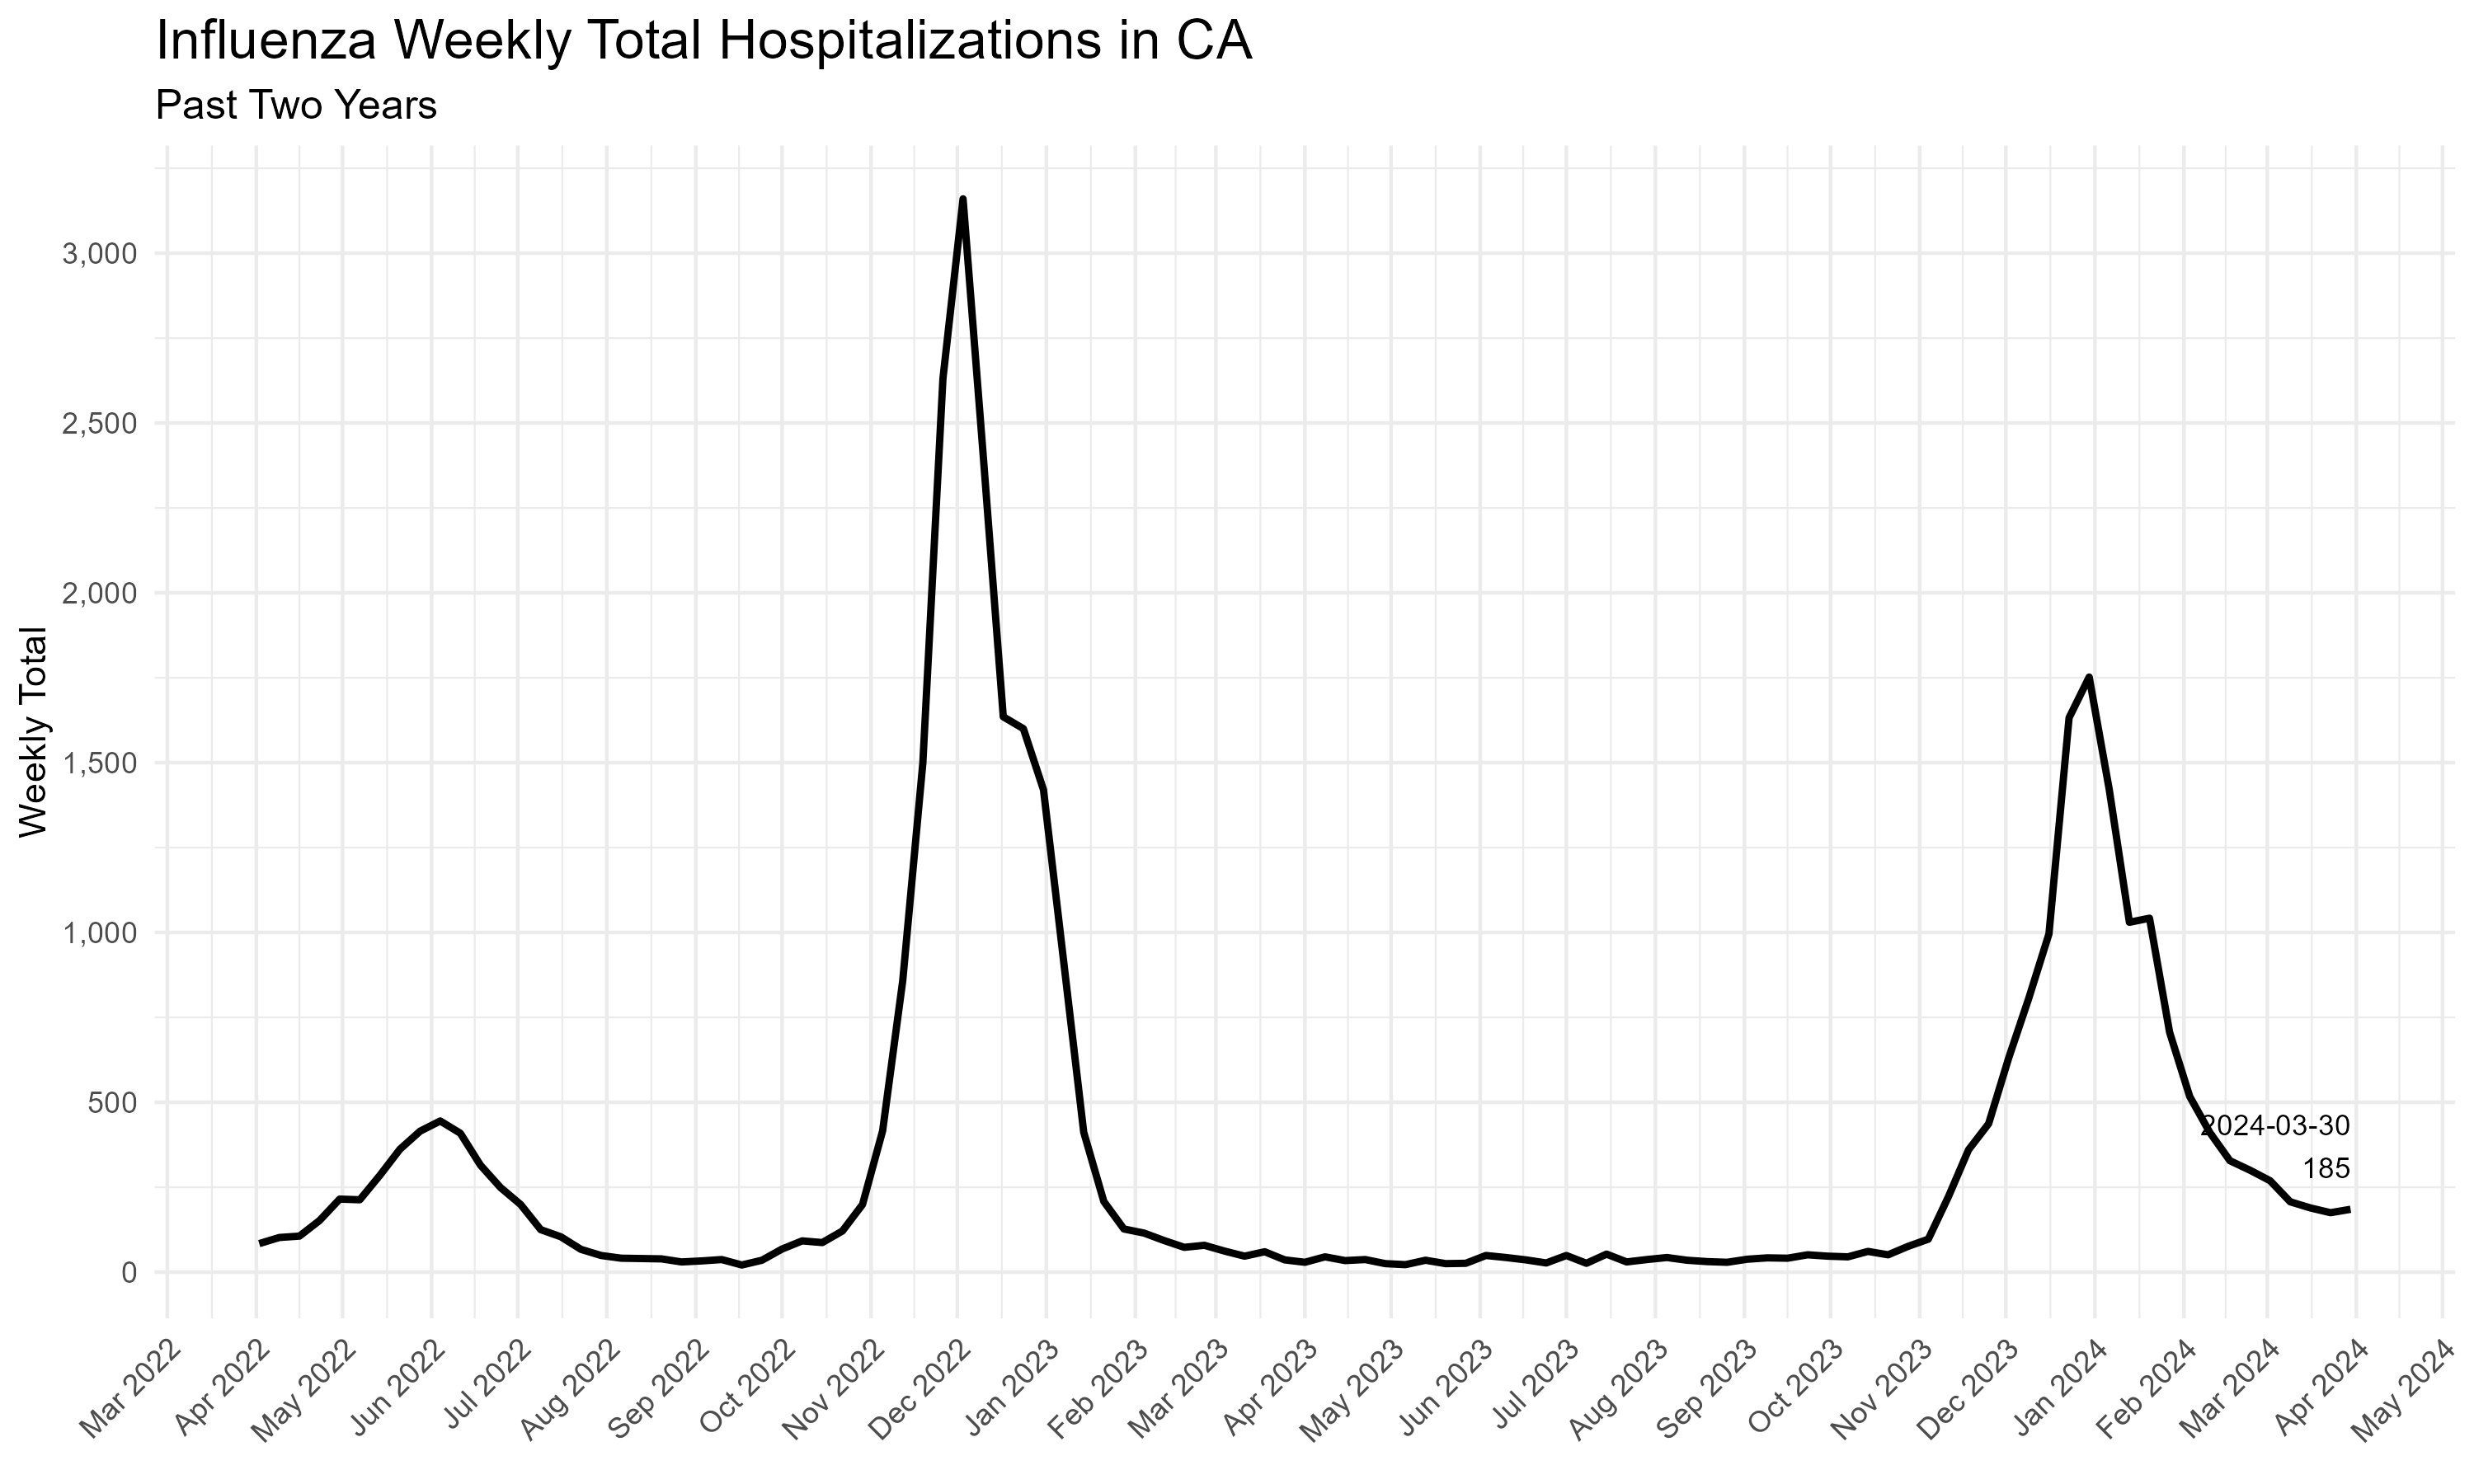 Influenza Weekly Total Hospitalizations in CA
Past Two Years
Weekly Total
3,000
2,500
2,000
1,500
1,000
500
0
2024-03-30
185
Mar 2022
Apr 2022
May 2022
Jun 2022
Jul 2022
Aug 2022
Sep 2022
Oct 2022
Nov 2022
Dec 2022
Jan 2023
Feb 2023
Mar 2023
Apr 2023
May 2023
Jun 2023
Jul 2023
Aug 2023
Sep 2023
Oct 2023
Nov 2023
Dec 2023
Jan 2024
Feb 2024
Mar 2024
Apr 2024
May 2024